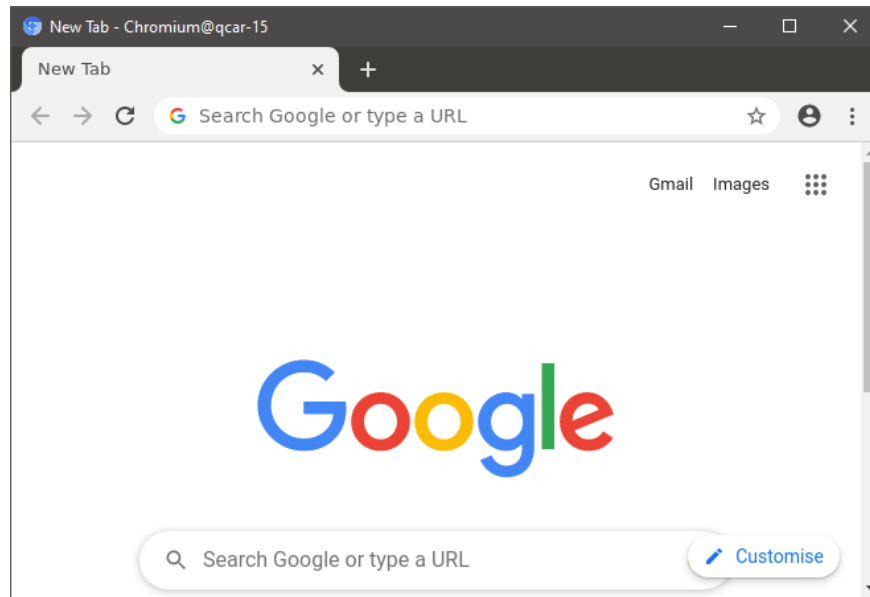 New Tab - Chromium@qcar-15
New Tab
Search Google or type a URL
Gmail Images
Google
Search Google or type a URL
Customise